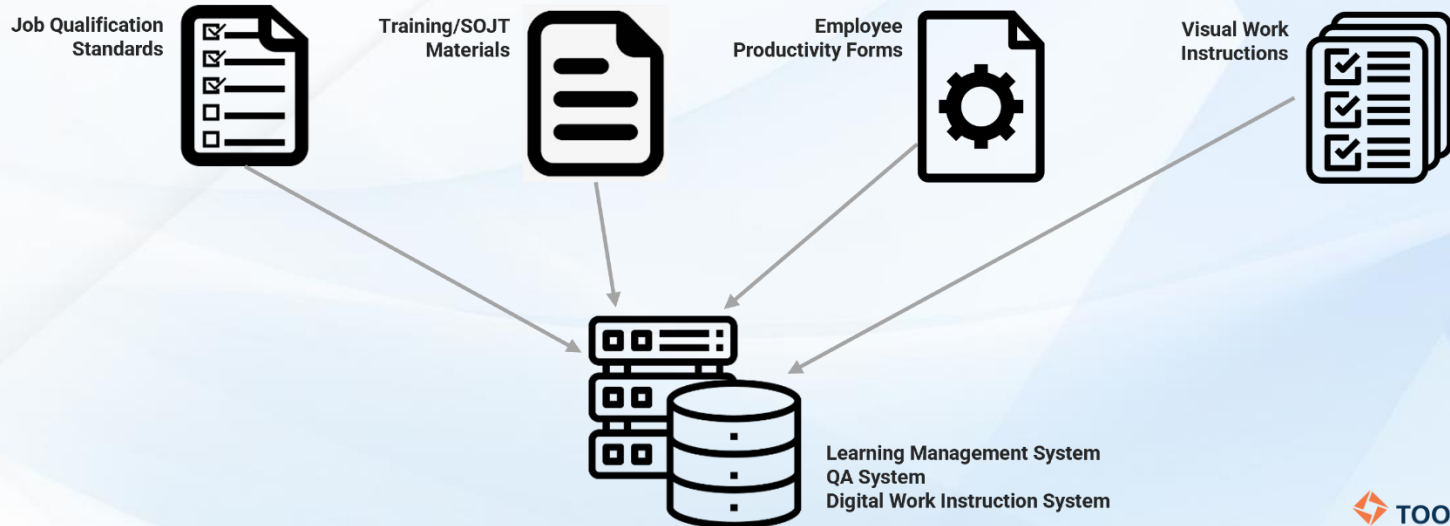 Job Qualification
Standards
Training/SOJT
Materials
Employee
Productivity Forms
Visual Work
Instructions
Learning Management System
QA System
Digital Work Instruction System
TOO